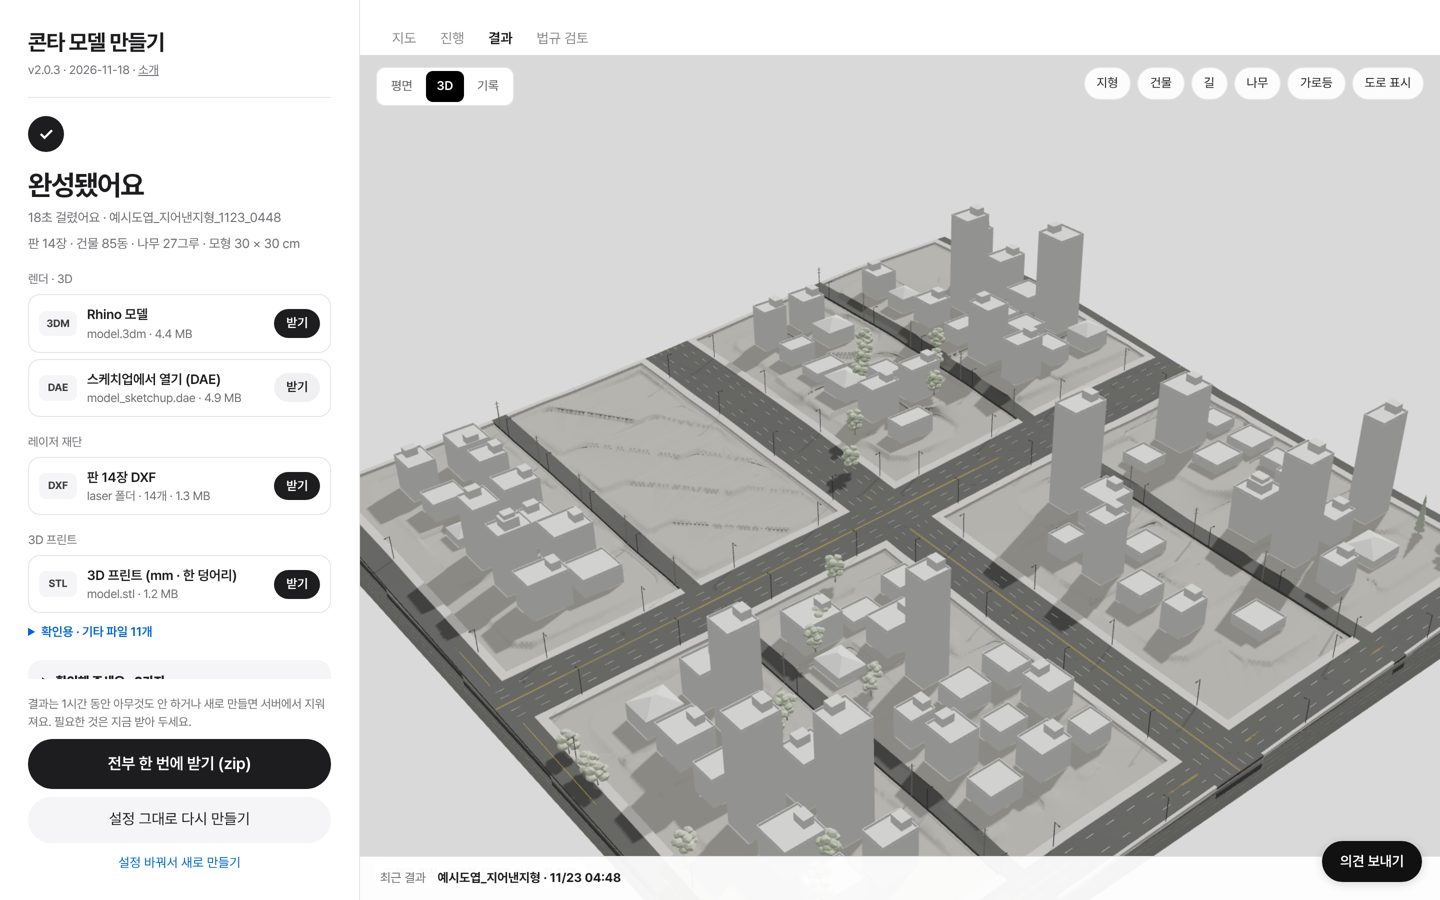 콘타 모델 만들기
v2.0.3 · 2026-11-18 · 소개
완성됐어요
18초 걸렸어요 · 예시도엽_지어낸지형_1123_0448
판 14장 · 건물 85동 · 나무 27그루 · 모형 30 × 30 cm
렌더 · 3D
3DM
Rhino 모델
model.3dm · 4.4 MB
받기
DAE
스케치업에서 열기 (DAE)
model_sketchup.dae · 4.9 MB
받기
레이저 재단
DXF
판 14장 DXF
laser 폴더 · 14개 · 1.3 MB
받기
3D 프린트
STL
3D 프린트 (mm · 한 덩어리)
model.stl · 1.2 MB
받기
▶ 확인용 · 기타 파일 11개
결과는 1시간 동안 아무것도 안 하거나 새로 만들면 서버에서 지워
져요. 필요한 것은 지금 받아 두세요.
전부 한 번에 받기 (zip)
설정 그대로 다시 만들기
설정 바꿔서 새로 만들기
지도 진행 결과 법규 검토
평면 3D 기록
지형 건물 길 나무 가로등 도로 표시
최근 결과 예시도엽_지어낸지형 · 11/23 04:48
의견 보내기